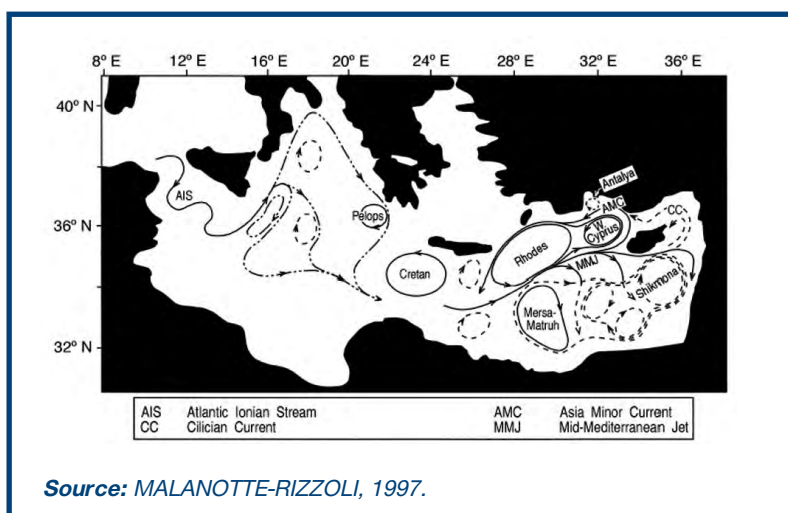 8° E 12° E 16° E 20° E 24° E 28° E 32° E 36° E
40° N
Antalya
AIS
AMC
CC
36° N
Pelops
W. Cyprus
Rhodes
MMJ
Cretan
Shikmona
Mersa-
Matruh
32° N
AIS Atlantic Ionian Stream AMC Asia Minor Current
CC Cilician Current MMJ Mid-Mediterranean Jet
Source: MALANOTTE-RIZZOLI, 1997.